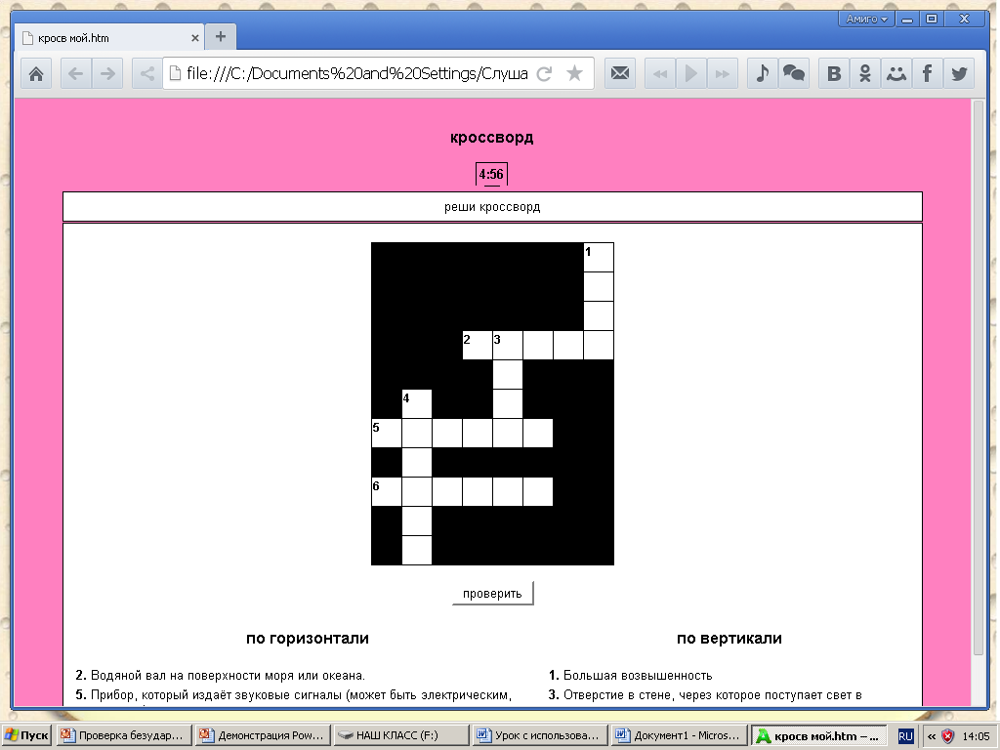 Амиго
кросв мой.htm
file:///C:/Documents%20and%20Settings/Слуша
кроссворд
4:56
реши кроссворд
1
2 3
4
5
6
проверить
по горизонтали
2. Водяной вал на поверхности моря или океана.
5. Прибор, который издаёт звуковые сигналы (может быть электрическим,
по вертикали
1. Большая возвышенность
3. Отверстие в стене, через которое поступает свет в
Пуск
Проверка безудар...
Демонстрация Pow...
НАШ КЛАСС (F:)
Урок с использова...
Документ1 - Micros...
кросв мой.htm – ...
RU
14:05